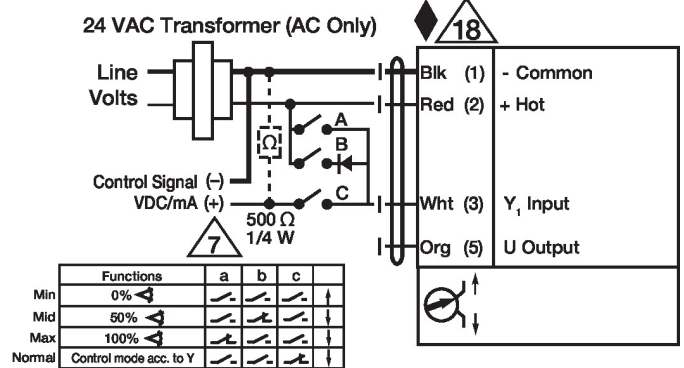 24 VAC Transformer (AC Only)
18
Line
Volts
Blk (1) - Common
Red (2) + Hot
A
Ω
B
Control Signal (–)
VDC/mA (+)
C
Wht (3) Y1 Input
500 Ω
1/4 W
7
Org (5) U Output
Functions a b c
Min 0%
Mid 50%
Max 100%
Normal Control mode acc. to Y